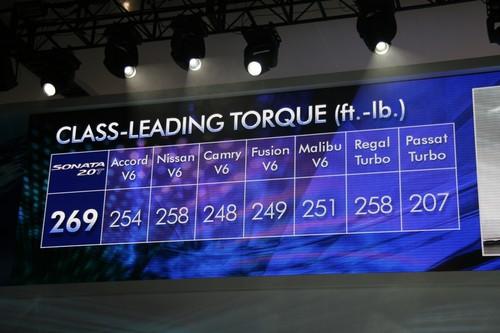 CLASS-LEADING TORQUE (ft.-lb.)
SONATA 2.0T
Accord V6
Nissan V6
Camry V6
Fusion V6
Malibu V6
Regal Turbo
Passat Turbo
269 254 258 248 249 251 258 207